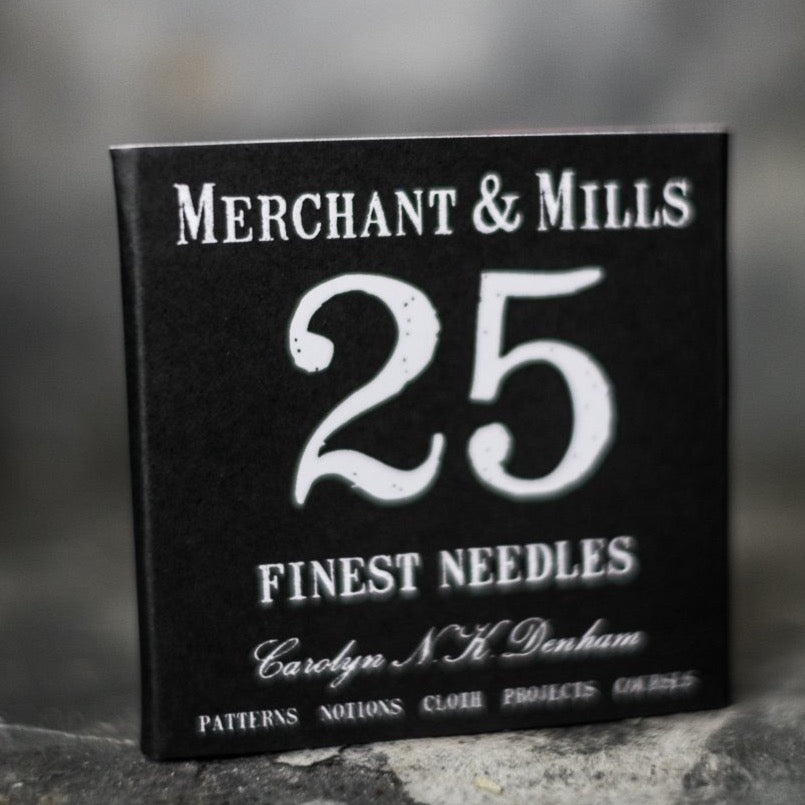 MERCHANT & MILLS
25
FINEST NEEDLES
Carolyn N.K. Denham
PATTERNS NOTIONS CLOTH PROJECTS COURSES